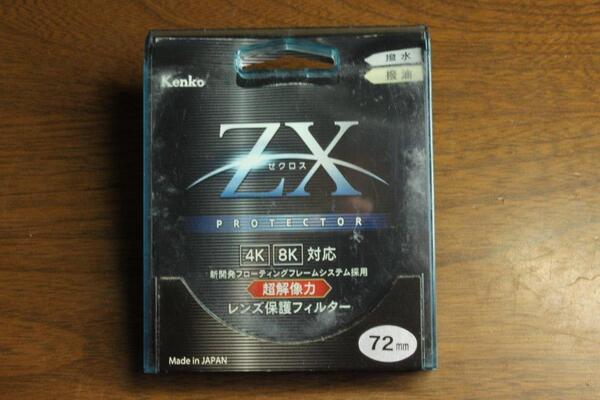 撥水
Kenko
撥油
ZX
ゼクロス
PROTECTOR
4K 8K 対応
新開発フローティングフレームシステム採用
超解像力
レンズ保護フィルター
72mm
Made in JAPAN